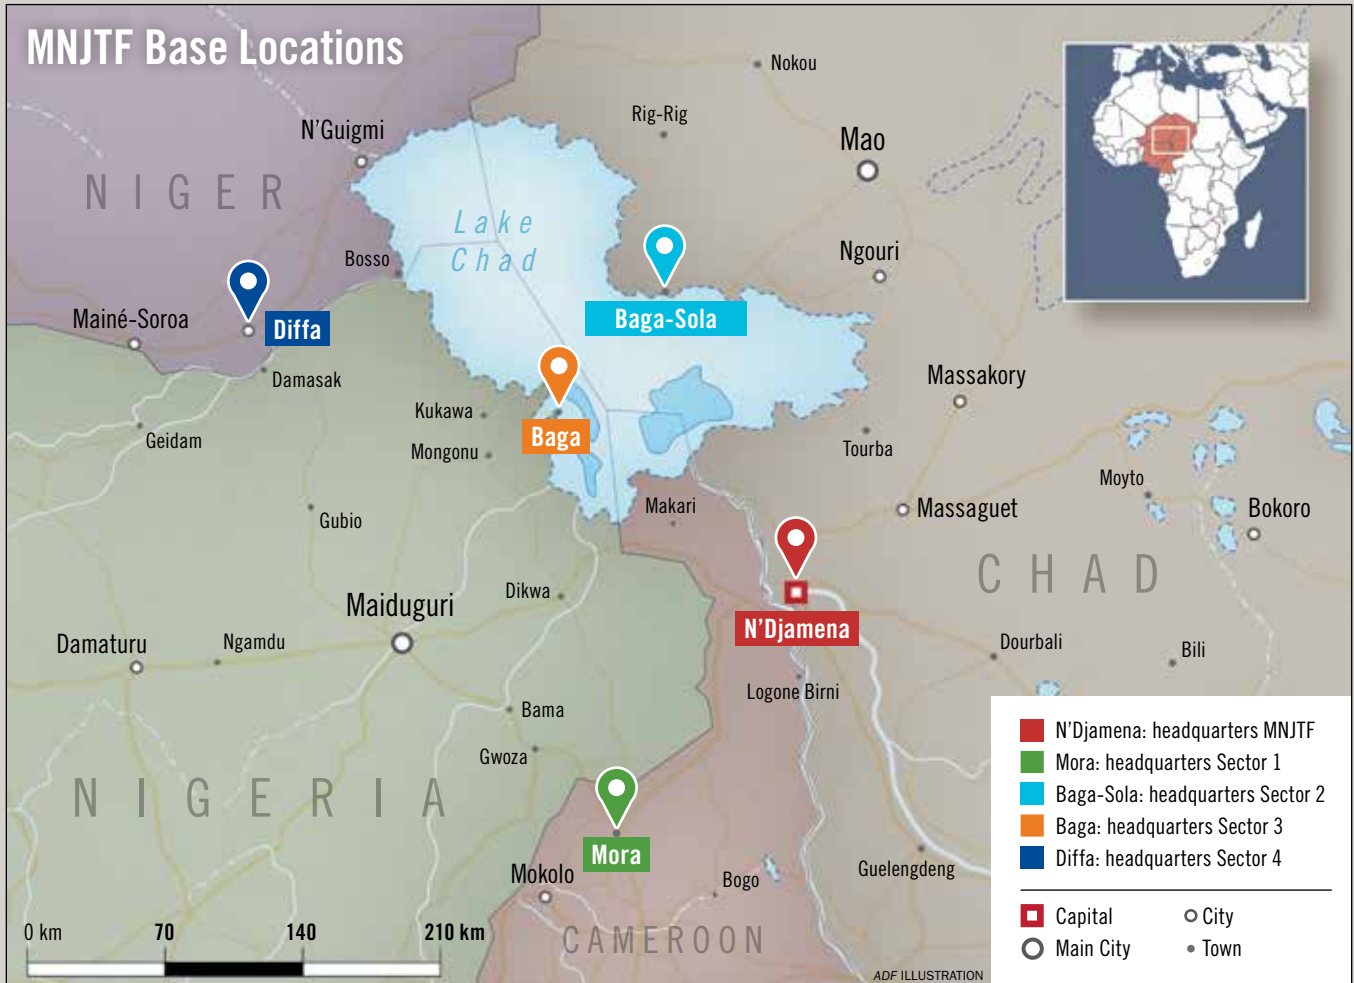 MNJTF Base Locations
Nokou
Rig-Rig
N'Guigmi
Mao
NIGER
Lake
Chad
Ngouri
Bosso
Baga-Sola
Mainé-Soroa
Diffa
Damasak
Massakory
Kukawa
Baga
Geidam
Mongonu
Tourba
Moyto
Makari
Massaguet
Bokoro
Gubio
CHAD
Dikwa
Maiduguri
N'Djamena
Damaturu
Ngamdu
Dourbali
Bili
Logone Birni
Bama
Gwoza
NIGERIA
Mora
Mokolo
Bogo
Guelengdeng
CAMEROON
0 km 70 140 210 km
N'Djamena: headquarters MNJTF
Mora: headquarters Sector 1
Baga-Sola: headquarters Sector 2
Baga: headquarters Sector 3
Diffa: headquarters Sector 4
Capital
City
Main City
Town
ADF ILLUSTRATION